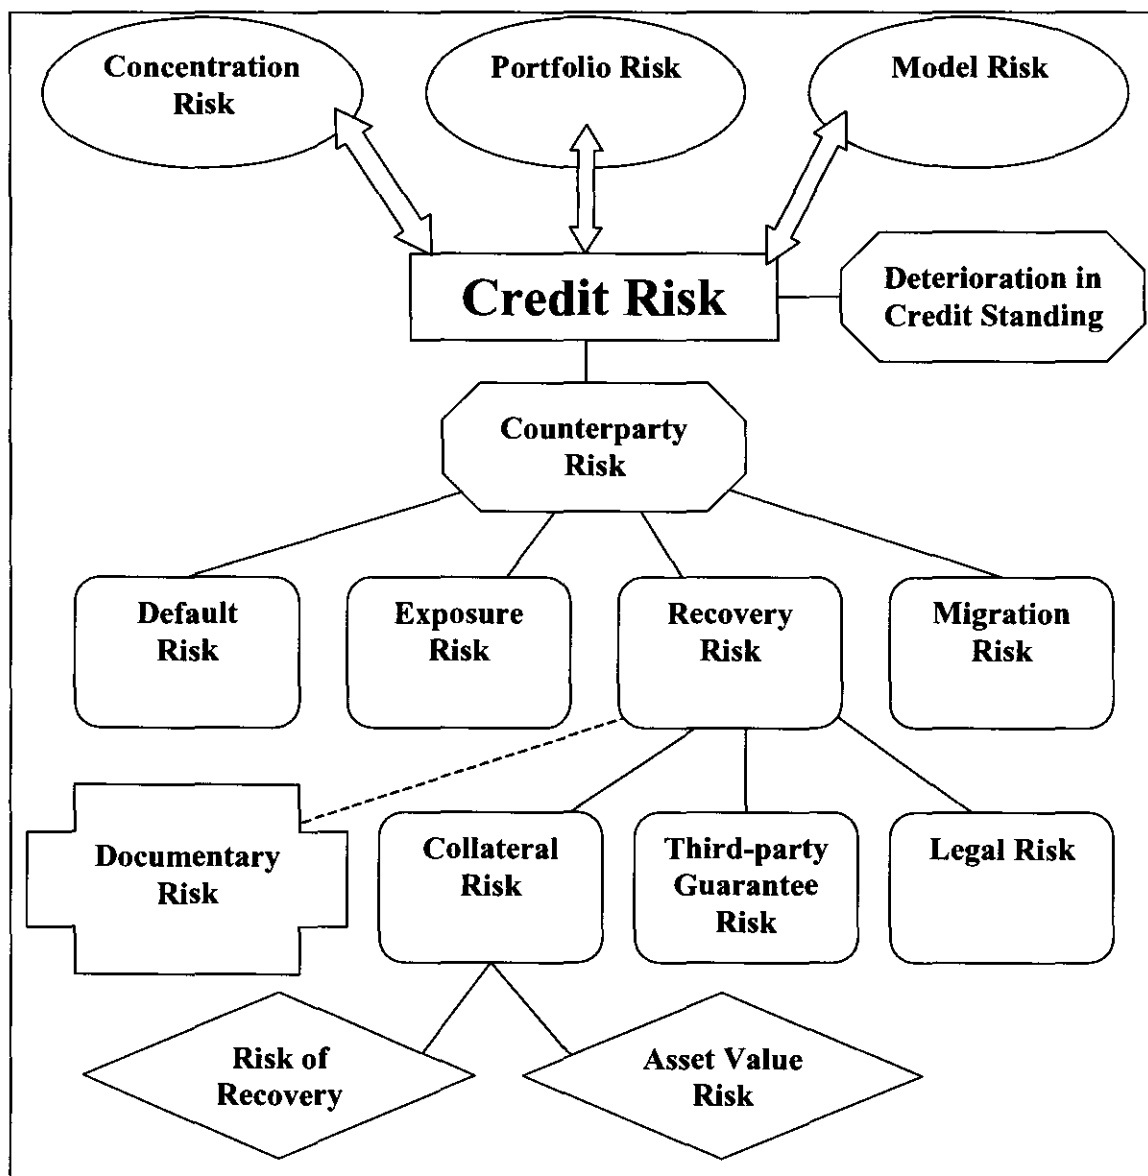 Concentration
Risk
Portfolio Risk
Model Risk
Credit Risk
Deterioration in
Credit Standing
Counterparty
Risk
Default
Risk
Exposure
Risk
Recovery
Risk
Migration
Risk
Documentary
Risk
Collateral
Risk
Third-party
Guarantee
Risk
Legal Risk
Risk of
Recovery
Asset Value
Risk